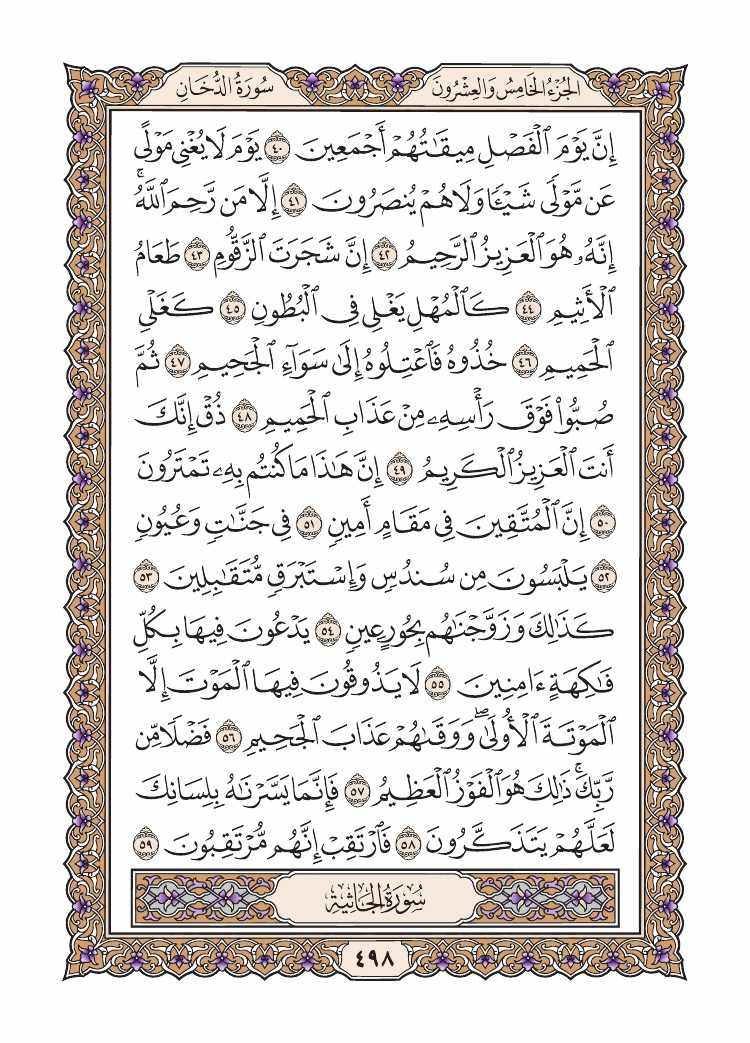 الجُزْءُ الخَامِسُ وَالعِشْرُونَ سُورَةُ الدُّخَانِ
إِنَّ يَوْمَ ٱلْفَصْلِ مِيقَٰتُهُمْ أَجْمَعِينَ ٤٠ يَوْمَ لَا يُغْنِى مَوْلًى
عَن مَّوْلًى شَيْـًٔا وَلَا هُمْ يُنصَرُونَ ٤١ إِلَّا مَن رَّحِمَ ٱللَّهُۚ
إِنَّهُۥ هُوَ ٱلْعَزِيزُ ٱلرَّحِيمُ ٤٢ إِنَّ شَجَرَتَ ٱلزَّقُّومِ ٤٣ طَعَامُ
ٱلْأَثِيمِ ٤٤ كَٱلْمُهْلِ يَغْلِى فِى ٱلْبُطُونِ ٤٥ كَغَلْىِ
ٱلْحَمِيمِ ٤٦ خُذُوهُ فَٱعْتِلُوهُ إِلَىٰ سَوَآءِ ٱلْجَحِيمِ ٤٧ ثُمَّ
صُبُّوا۟ فَوْقَ رَأْسِهِۦ مِنْ عَذَابِ ٱلْحَمِيمِ ٤٨ ذُقْ إِنَّكَ
أَنتَ ٱلْعَزِيزُ ٱلْكَرِيمُ ٤٩ إِنَّ هَٰذَا مَا كُنتُم بِهِۦ تَمْتَرُونَ
٥٠ إِنَّ ٱلْمُتَّقِينَ فِى مَقَامٍ أَمِينٍ ٥١ فِى جَنَّٰتٍ وَعُيُونٍ
٥٢ يَلْبَسُونَ مِن سُندُسٍ وَإِسْتَبْرَقٍ مُّتَقَٰبِلِينَ ٥٣
كَذَٰلِكَ وَزَوَّجْنَٰهُم بِحُورٍ عِينٍ ٥٤ يَدْعُونَ فِيهَا بِكُلِّ
فَٰكِهَةٍ ءَامِنِينَ ٥٥ لَا يَذُوقُونَ فِيهَا ٱلْمَوْتَ إِلَّا
ٱلْمَوْتَةَ ٱلْأُولَىٰۖ وَوَقَىٰهُمْ عَذَابَ ٱلْجَحِيمِ ٥٦ فَضْلًا مِّن
رَّبِّكَۚ ذَٰلِكَ هُوَ ٱلْفَوْزُ ٱلْعَظِيمُ ٥٧ فَإِنَّمَا يَسَّرْنَٰهُ بِلِسَانِكَ
لَعَلَّهُمْ يَتَذَكَّرُونَ ٥٨ فَٱرْتَقِبْ إِنَّهُم مُّرْتَقِبُونَ ٥٩
سُورَةُ الجَاثِيَةِ
٤٩٨